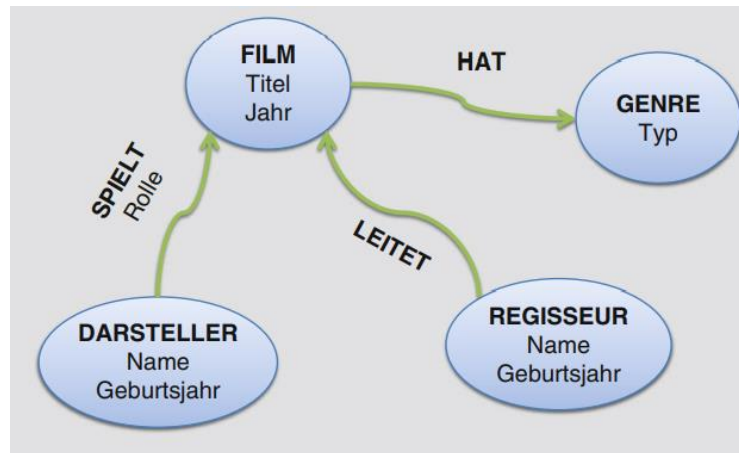 FILM
Titel
Jahr
HAT
GENRE
Typ
SPIELT
Rolle
LEITET
DARSTELLER
Name
Geburtsjahr
REGISSEUR
Name
Geburtsjahr